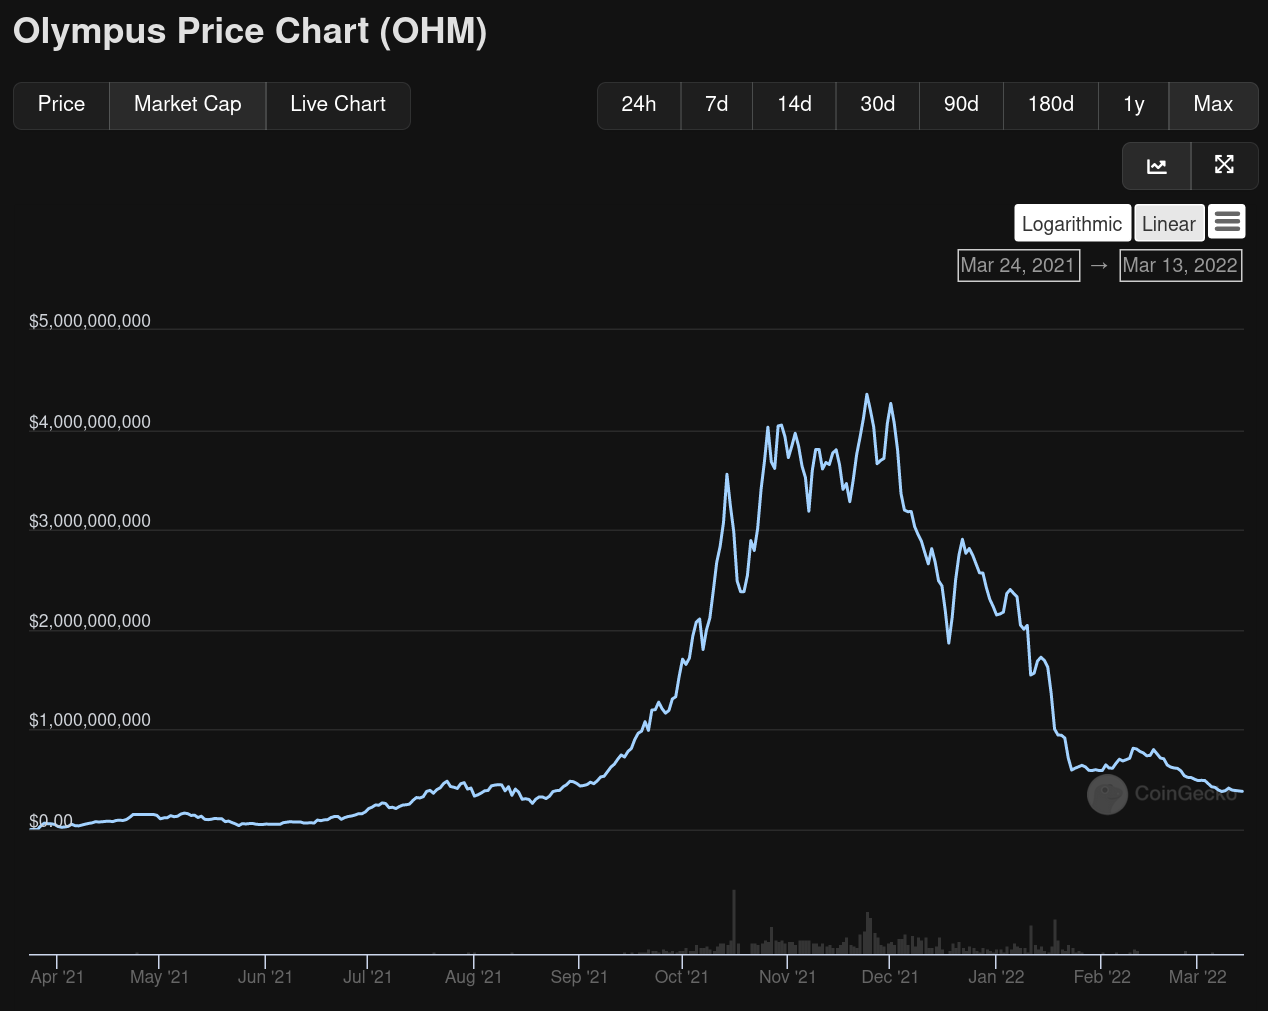 Olympus Price Chart (OHM)
Price Market Cap Live Chart 24h 7d 14d 30d 90d 180d 1y Max
Logarithmic Linear
Mar 24, 2021 → Mar 13, 2022
$5,000,000,000
$4,000,000,000
$3,000,000,000
$2,000,000,000
$1,000,000,000
CoinGecko
$0.00
Apr '21 May '21 Jun '21 Jul '21 Aug '21 Sep '21 Oct '21 Nov '21 Dec '21 Jan '22 Feb '22 Mar '22